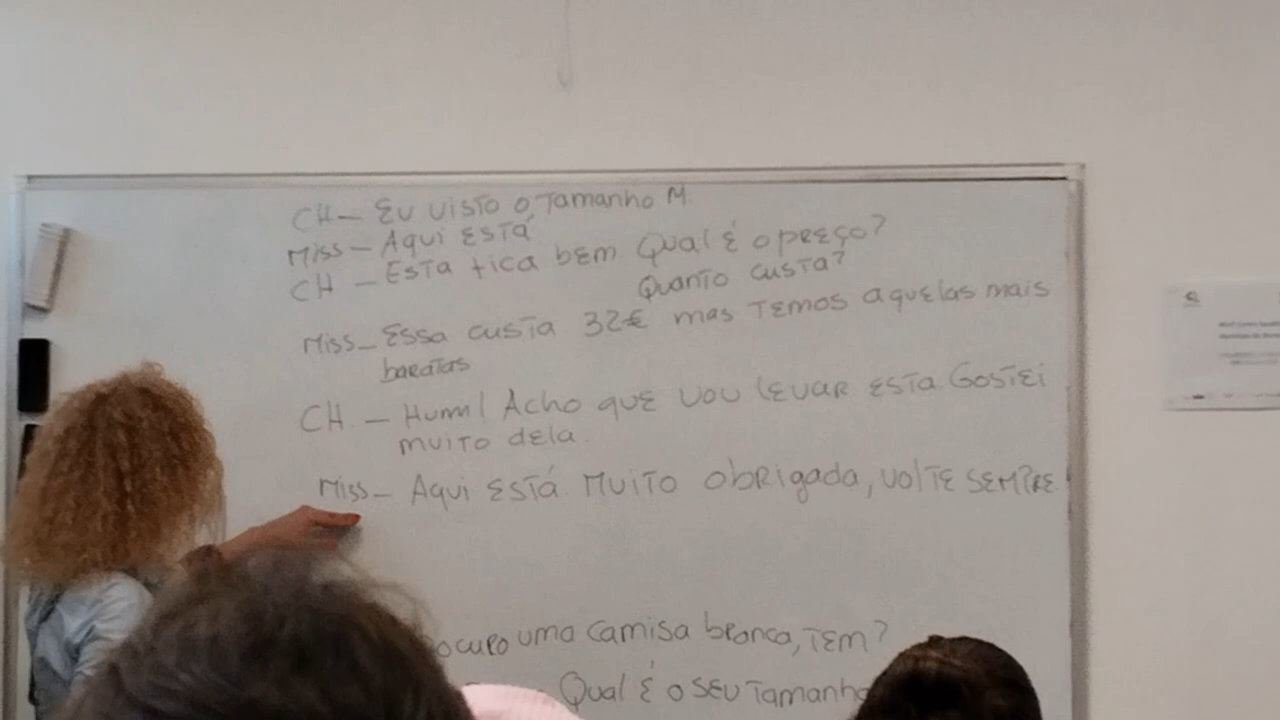 CH - Eu visto o tamanho M.
Miss - Aqui está
CH - Esta fica bem. Qual é o preço?
Quanto custa?
Miss - Essa custa 32€ mas temos aquelas mais
baratas
CH. - Humm! Acho que vou levar esta. Gostei
muito dela.
Miss - Aqui está. Muito obrigada, volte sempre.
uma camisa branca, tem?
Qual é o seu tamanho